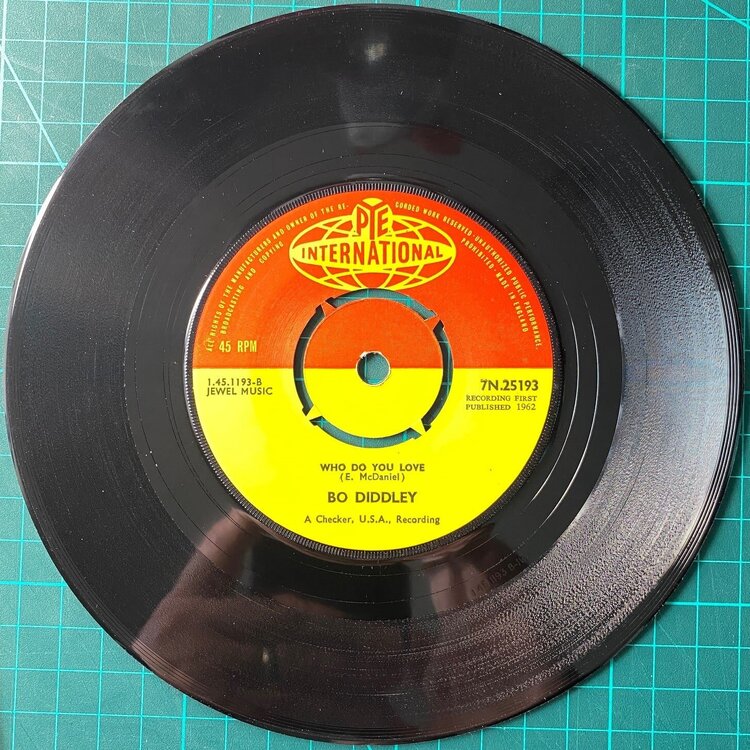 ALL RIGHTS OF THE MANUFACTURER AND OWNER OF THE RE-CORDED WORK RESERVED·UNAUTHORISED PUBLIC PERFORMANCE,
BROADCASTING AND COPYING PROHIBITED·MADE IN ENGLAND
PYE
INTERNATIONAL
45 RPM
1.45.1193-B
JEWEL MUSIC
7N.25193
RECORDING FIRST
PUBLISHED 1962
WHO DO YOU LOVE
(E. McDaniel)
BO DIDDLEY
A Checker, U.S.A., Recording